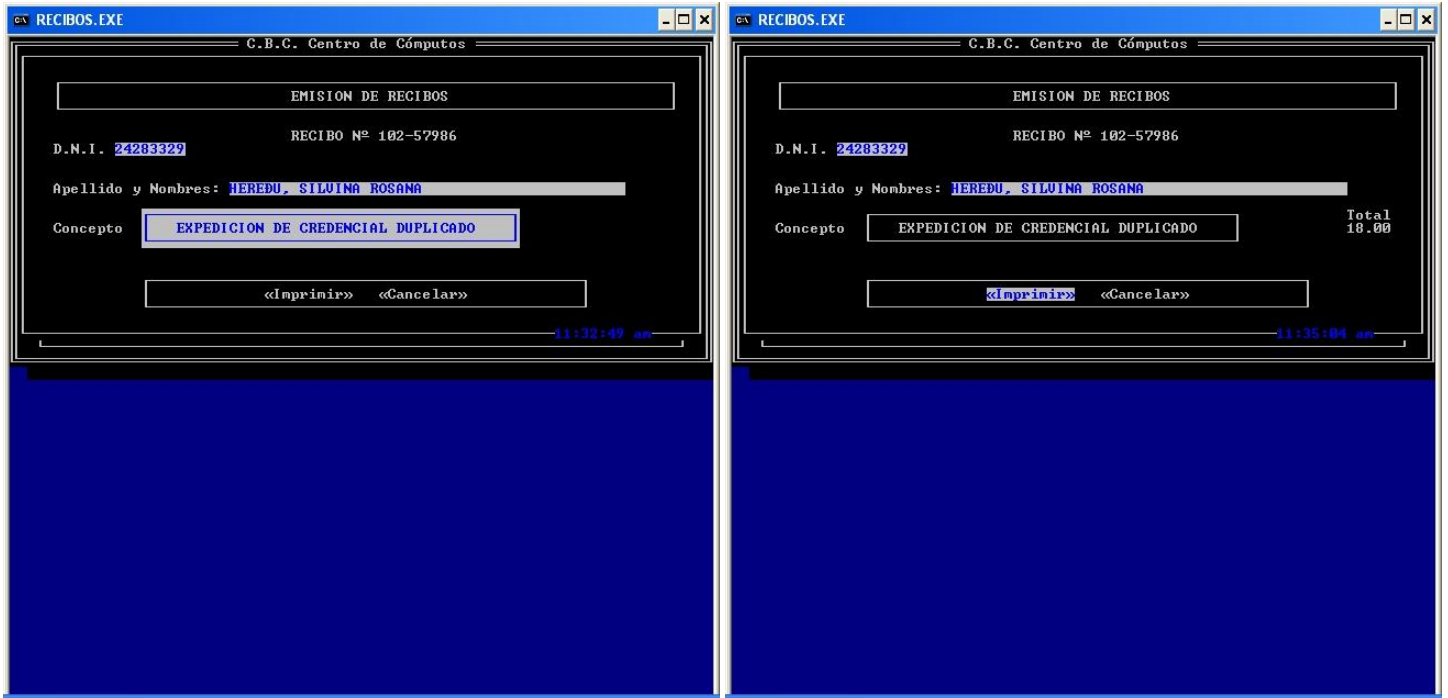 RECIBOS.EXE
C.B.C. Centro de Cómputos
EMISION DE RECIBOS
RECIBO Nº 102-57986
D.N.I. 24283329
Apellido y Nombres: HEREÐU, SILVINA ROSANA
Concepto EXPEDICION DE CREDENCIAL DUPLICADO
«Imprimir» «Cancelar»
11:32:49 am
RECIBOS.EXE
C.B.C. Centro de Cómputos
EMISION DE RECIBOS
RECIBO Nº 102-57986
D.N.I. 24283329
Apellido y Nombres: HEREÐU, SILVINA ROSANA
Total
Concepto EXPEDICION DE CREDENCIAL DUPLICADO 18.00
«Imprimir» «Cancelar»
11:35:04 am